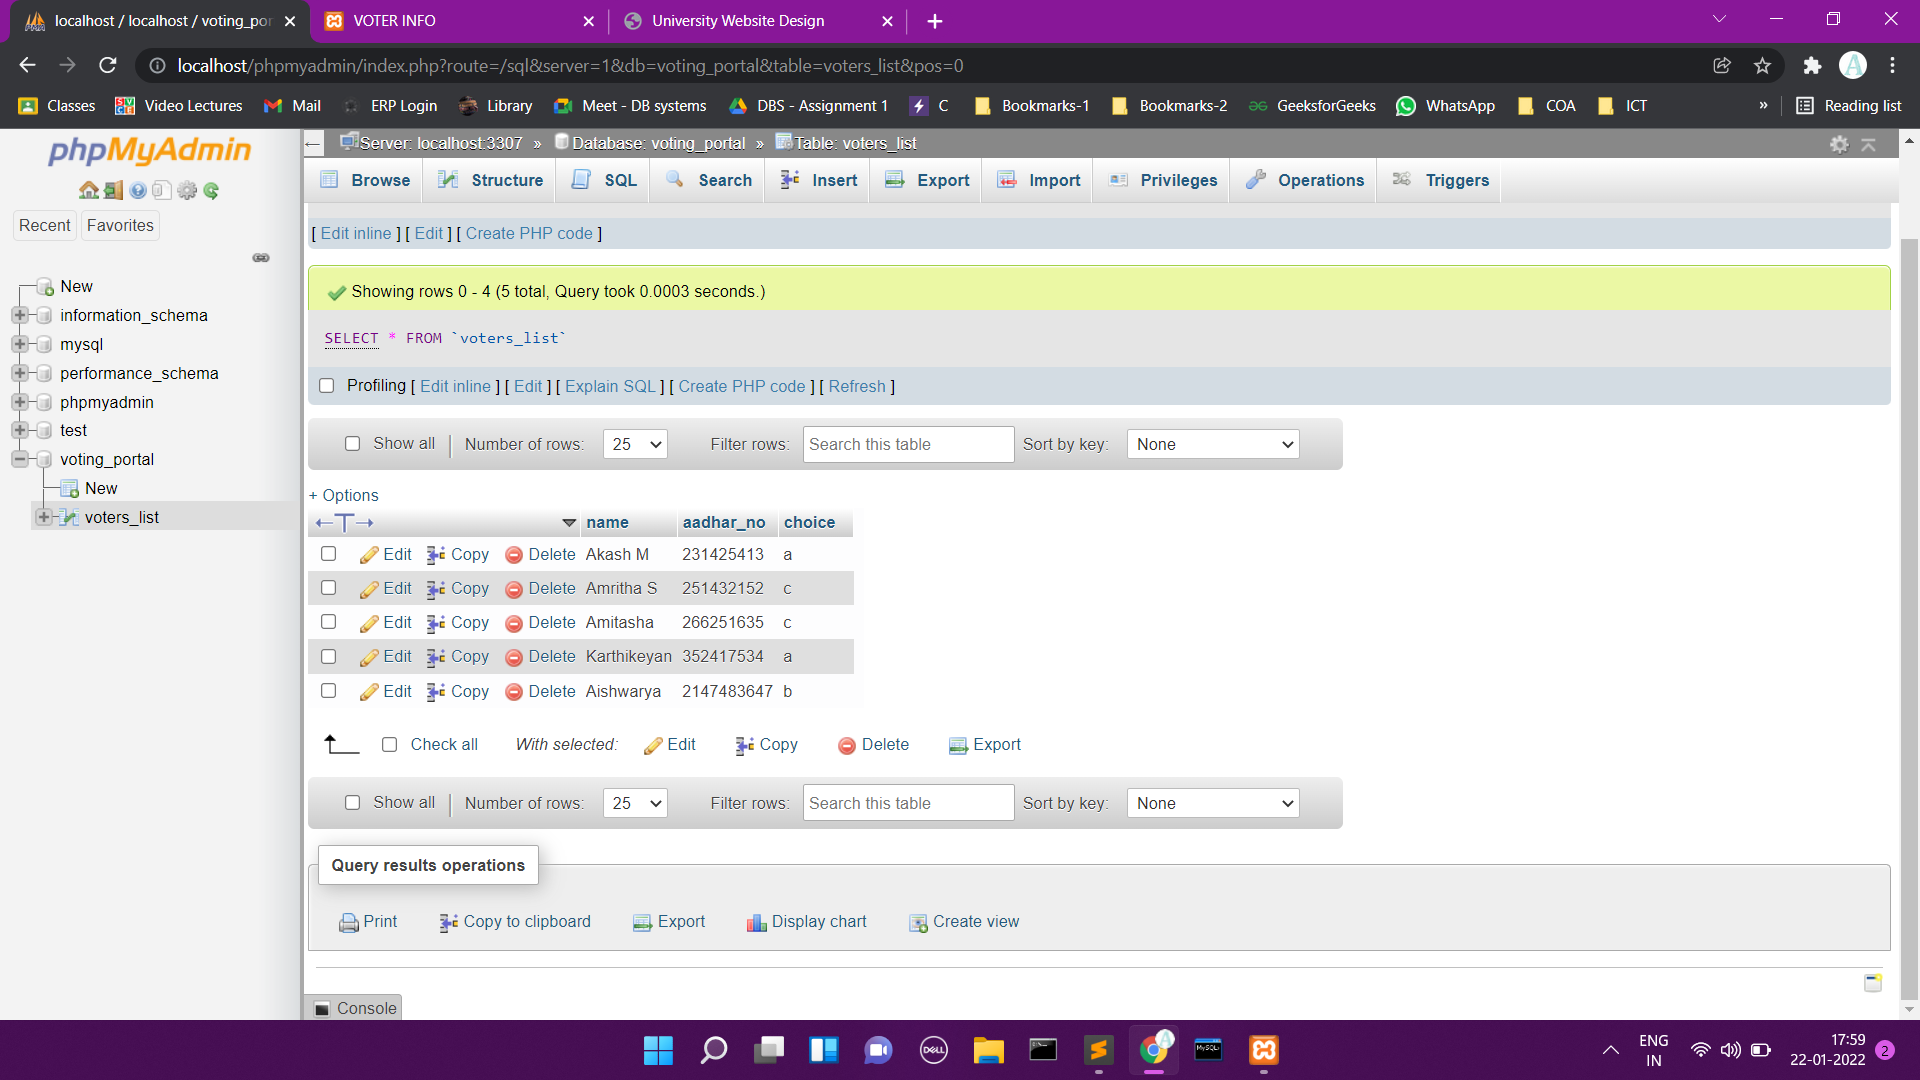 localhost / localhost / voting_por
VOTER INFO
University Website Design
localhost/phpmyadmin/index.php?route=/sql&server=1&db=voting_portal&table=voters_list&pos=0
Classes Video Lectures Mail ERP Login Library Meet - DB systems DBS - Assignment 1 C Bookmarks-1 Bookmarks-2 GeeksforGeeks WhatsApp COA ICT » Reading list
phpMyAdmin
Server: localhost:3307 » Database: voting_portal » Table: voters_list
Browse Structure SQL Search Insert Export Import Privileges Operations Triggers
Recent Favorites
New
information_schema
mysql
performance_schema
phpmyadmin
test
voting_portal
New
voters_list
[ Edit inline ] [ Edit ] [ Create PHP code ]
Showing rows 0 - 4 (5 total, Query took 0.0003 seconds.)
SELECT * FROM `voters_list`
Profiling [ Edit inline ] [ Edit ] [ Explain SQL ] [ Create PHP code ] [ Refresh ]
Show all Number of rows: 25 Filter rows: Search this table Sort by key: None
+ Options
←T→ name aadhar_no choice
Edit Copy Delete Akash M 231425413 a
Edit Copy Delete Amritha S 251432152 c
Edit Copy Delete Amitasha 266251635 c
Edit Copy Delete Karthikeyan 352417534 a
Edit Copy Delete Aishwarya 2147483647 b
Check all With selected: Edit Copy Delete Export
Show all Number of rows: 25 Filter rows: Search this table Sort by key: None
Query results operations
Print Copy to clipboard Export Display chart Create view
Console
DELL
MySQL
ENG
IN
17:59
22-01-2022
2